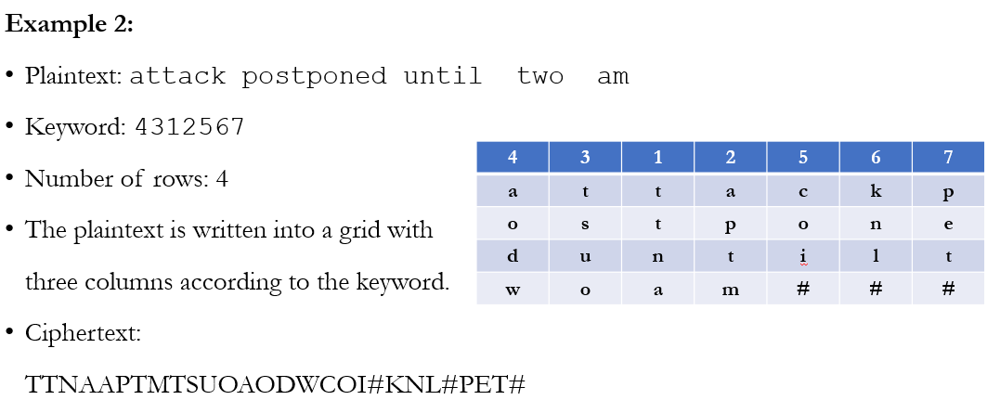 Example 2:
• Plaintext: attack postponed until  two  am
• Keyword: 4312567
• Number of rows: 4
• The plaintext is written into a grid with
three columns according to the keyword.
• Ciphertext:
TTNAAPTMTSUOAODWCOI#KNL#PET#
4 3 1 2 5 6 7
a t t a c k p
o s t p o n e
d u n t i l t
w o a m # # #